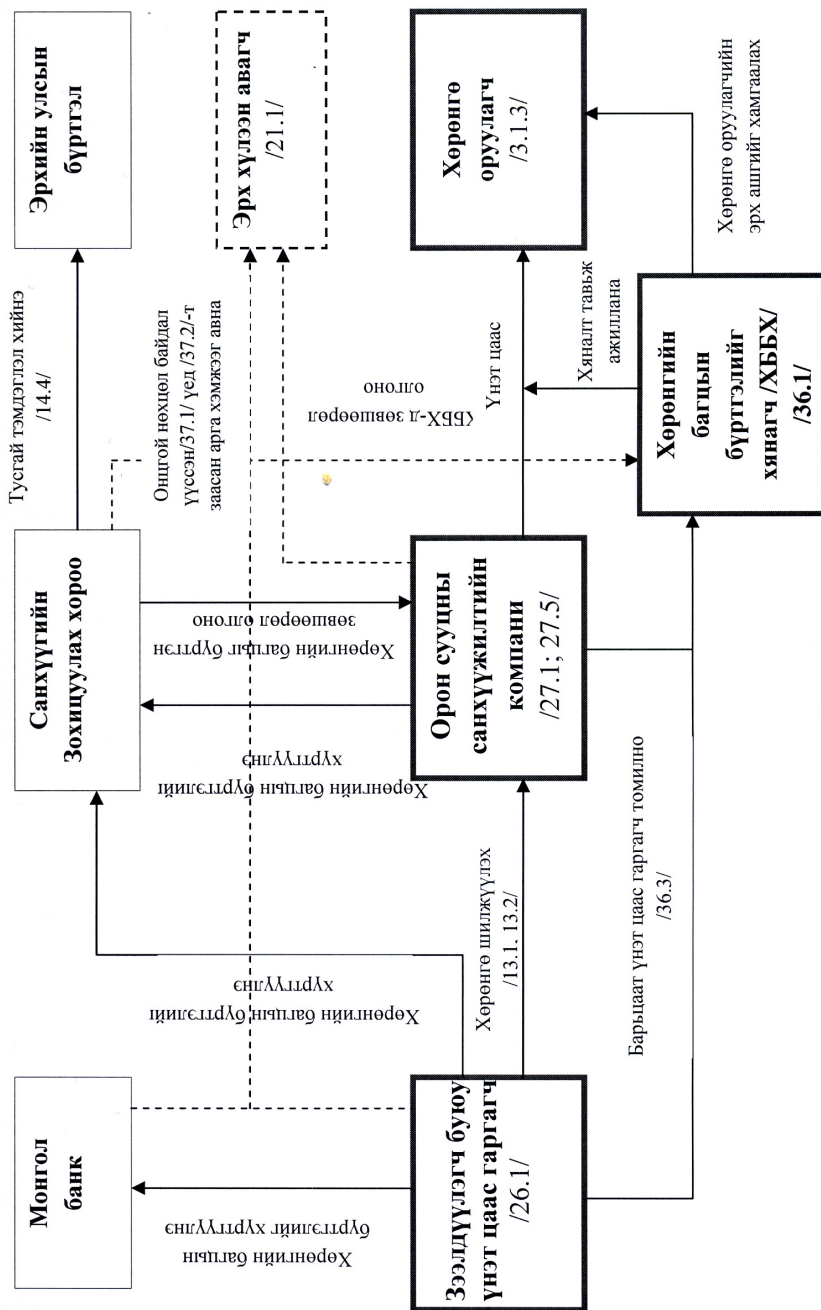 Монгол
банк
Санхүүгийн
Зохицуулах хороо
Тусгай тэмдэглэл хийнэ
/14.4/
Эрхийн улсын
бүртгэл
Онцгой нөхцөл байдал
үүссэн/37.1/ үед /37.2/-т
заасан арга хэмжээг авна
Эрх хүлээн авагч
/21.1/
Хөрөнгийн багцын
бүртгэлийг хүртгүүлнэ
Хөрөнгийн багцын бүртгэлийг
хүртгүүлнэ
Хөрөнгийн багцын бүртгэлийг
хүртгүүлнэ
Хөрөнгийн багцыг бүртгэн
зөвшөөрөл олгоно
ХББХ-д зөвшөөрөл
олгоно
Зээлдүүлэгч буюу
үнэт цаас гаргагч
/26.1/
Хөрөнгө шилжүүлэх
/13.1. 13.2/
Орон сууцны
санхүүжилтийн
компани
/27.1; 27.5/
Үнэт цаас
Хөрөнгө
оруулагч
/3.1.3/
Хяналт тавьж
ажиллана
Барьцаат үнэт цаас гаргагч томилно
/36.3/
Хөрөнгийн
багцын
бүртгэлийг
хянагч /ХББХ/
/36.1/
Хөрөнгө оруулагчийн
эрх ашгийг хамгаалах